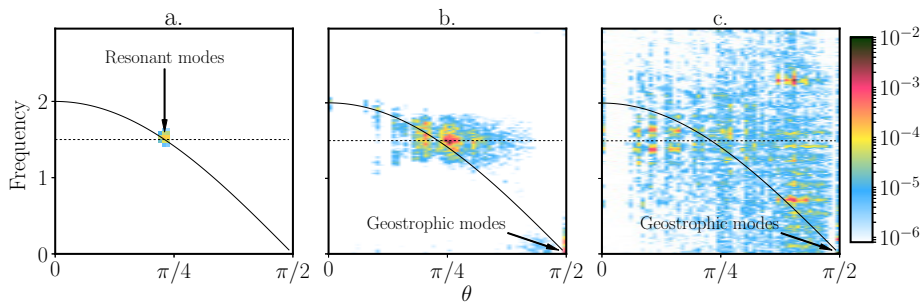 a.
b.
c.
Resonant modes
Geostrophic modes
Geostrophic modes
Frequency
2
1
0
0
π/4
π/2
0
π/4
π/2
0
π/4
π/2
θ
10⁻²
10⁻³
10⁻⁴
10⁻⁵
10⁻⁶